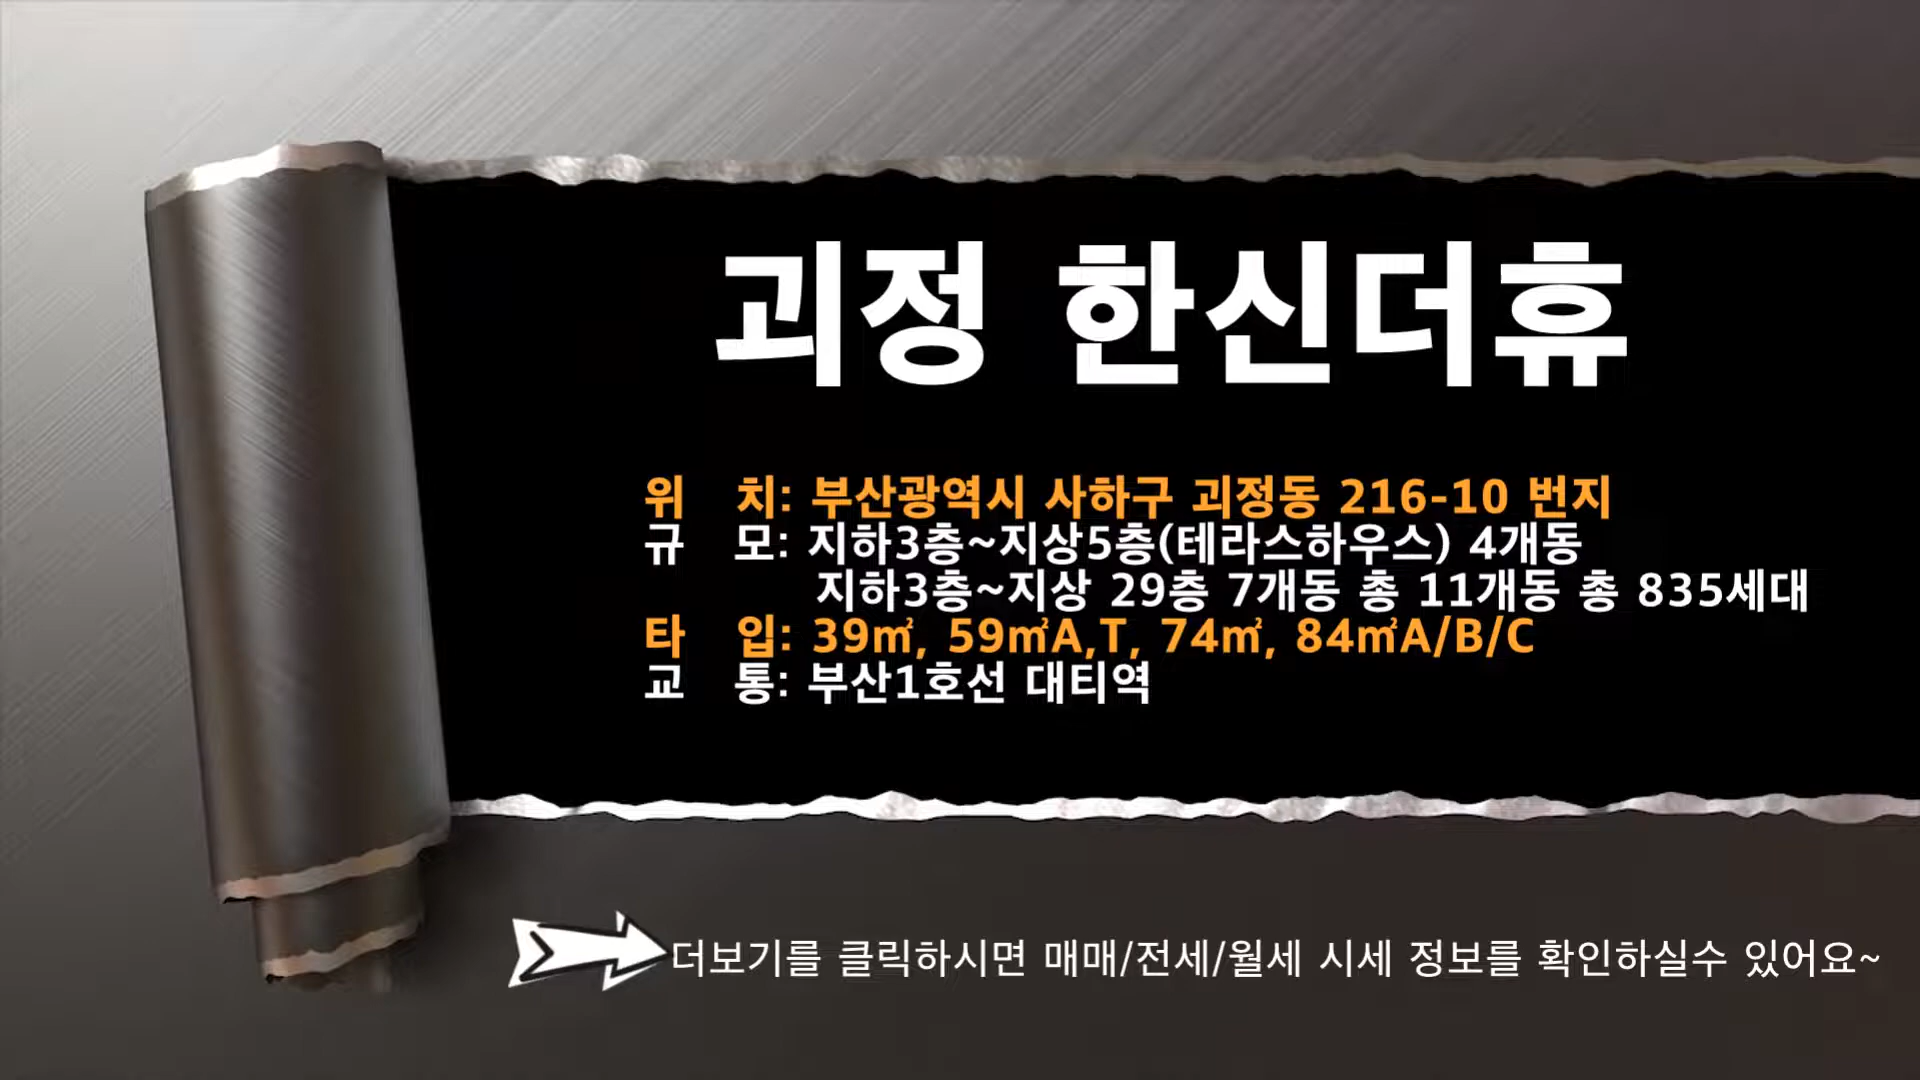 괴정 한신더휴
위 치: 부산광역시 사하구 괴정동 216-10 번지
규 모: 지하3층~지상5층(테라스하우스) 4개동
지하3층~지상 29층 7개동 총 11개동 총 835세대
타 입: 39㎡, 59㎡A,T, 74㎡, 84㎡A/B/C
교 통: 부산1호선 대티역
더보기를 클릭하시면 매매/전세/월세 시세 정보를 확인하실수 있어요~